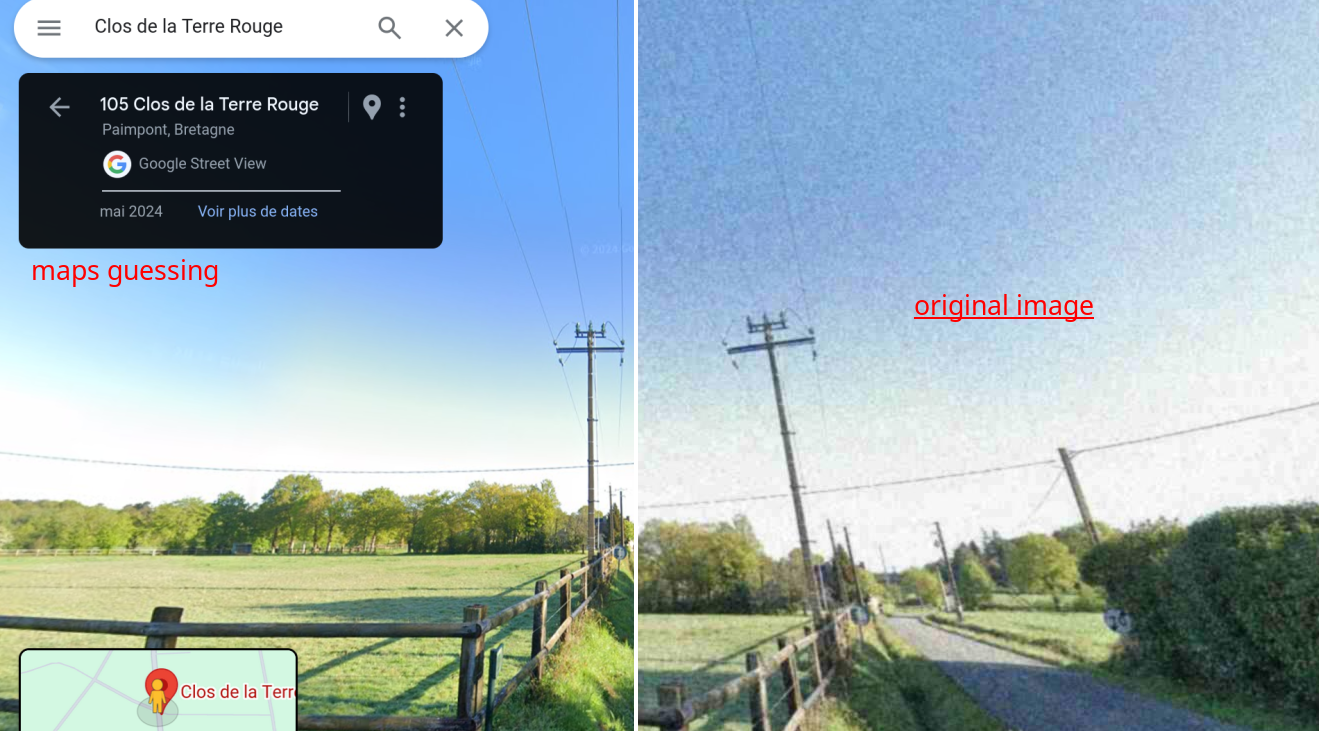 Clos de la Terre Rouge
105 Clos de la Terre Rouge
Paimpont, Bretagne
Google Street View
mai 2024
Voir plus de dates
maps guessing
original image
Clos de la Terr